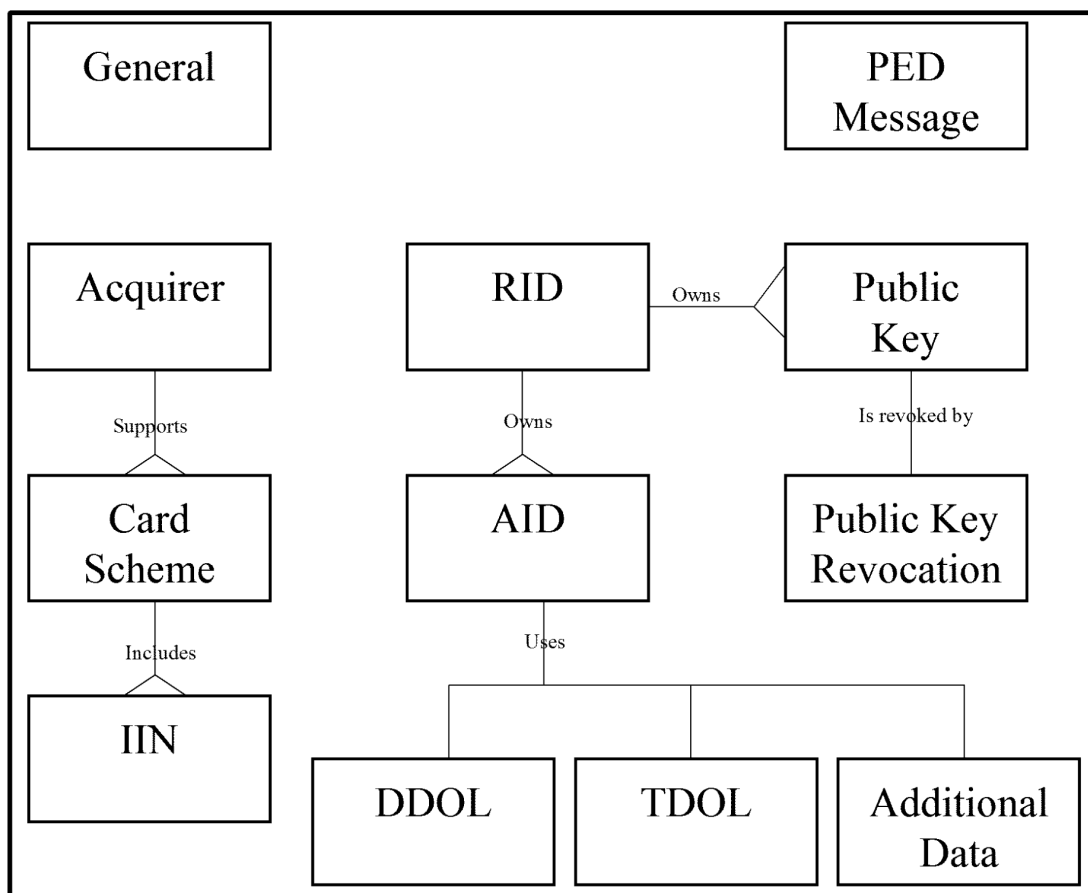 General
PED
Message
Acquirer
RID
Owns
Public
Key
Supports
Owns
Is revoked by
Card
Scheme
AID
Public Key
Revocation
Includes
Uses
IIN
DDOL
TDOL
Additional
Data